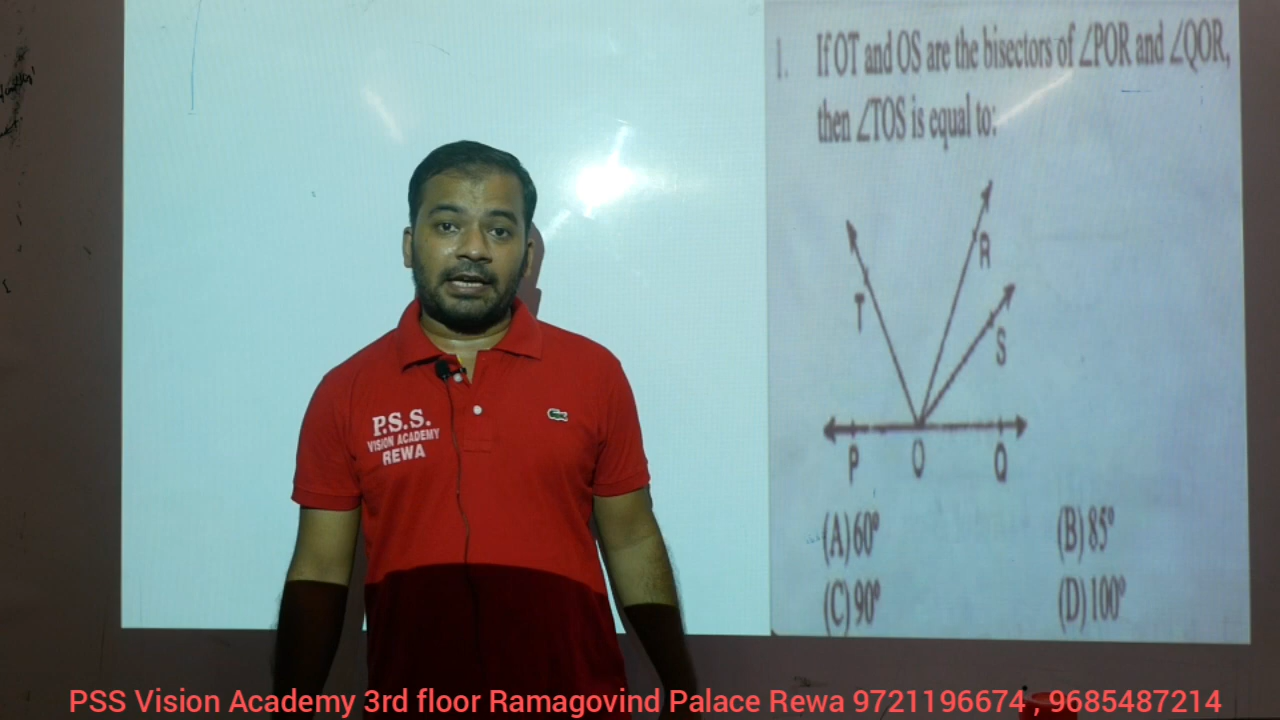 1. If OT and OS are the bisectors of ∠POR and ∠QOR,
then ∠TOS is equal to:
R
T
S
P O Q
(A) 60° (B) 85°
(C) 90° (D) 100°
P.S.S.
VISION ACADEMY
REWA
PSS Vision Academy 3rd floor Ramagovind Palace Rewa 9721196674 , 9685487214